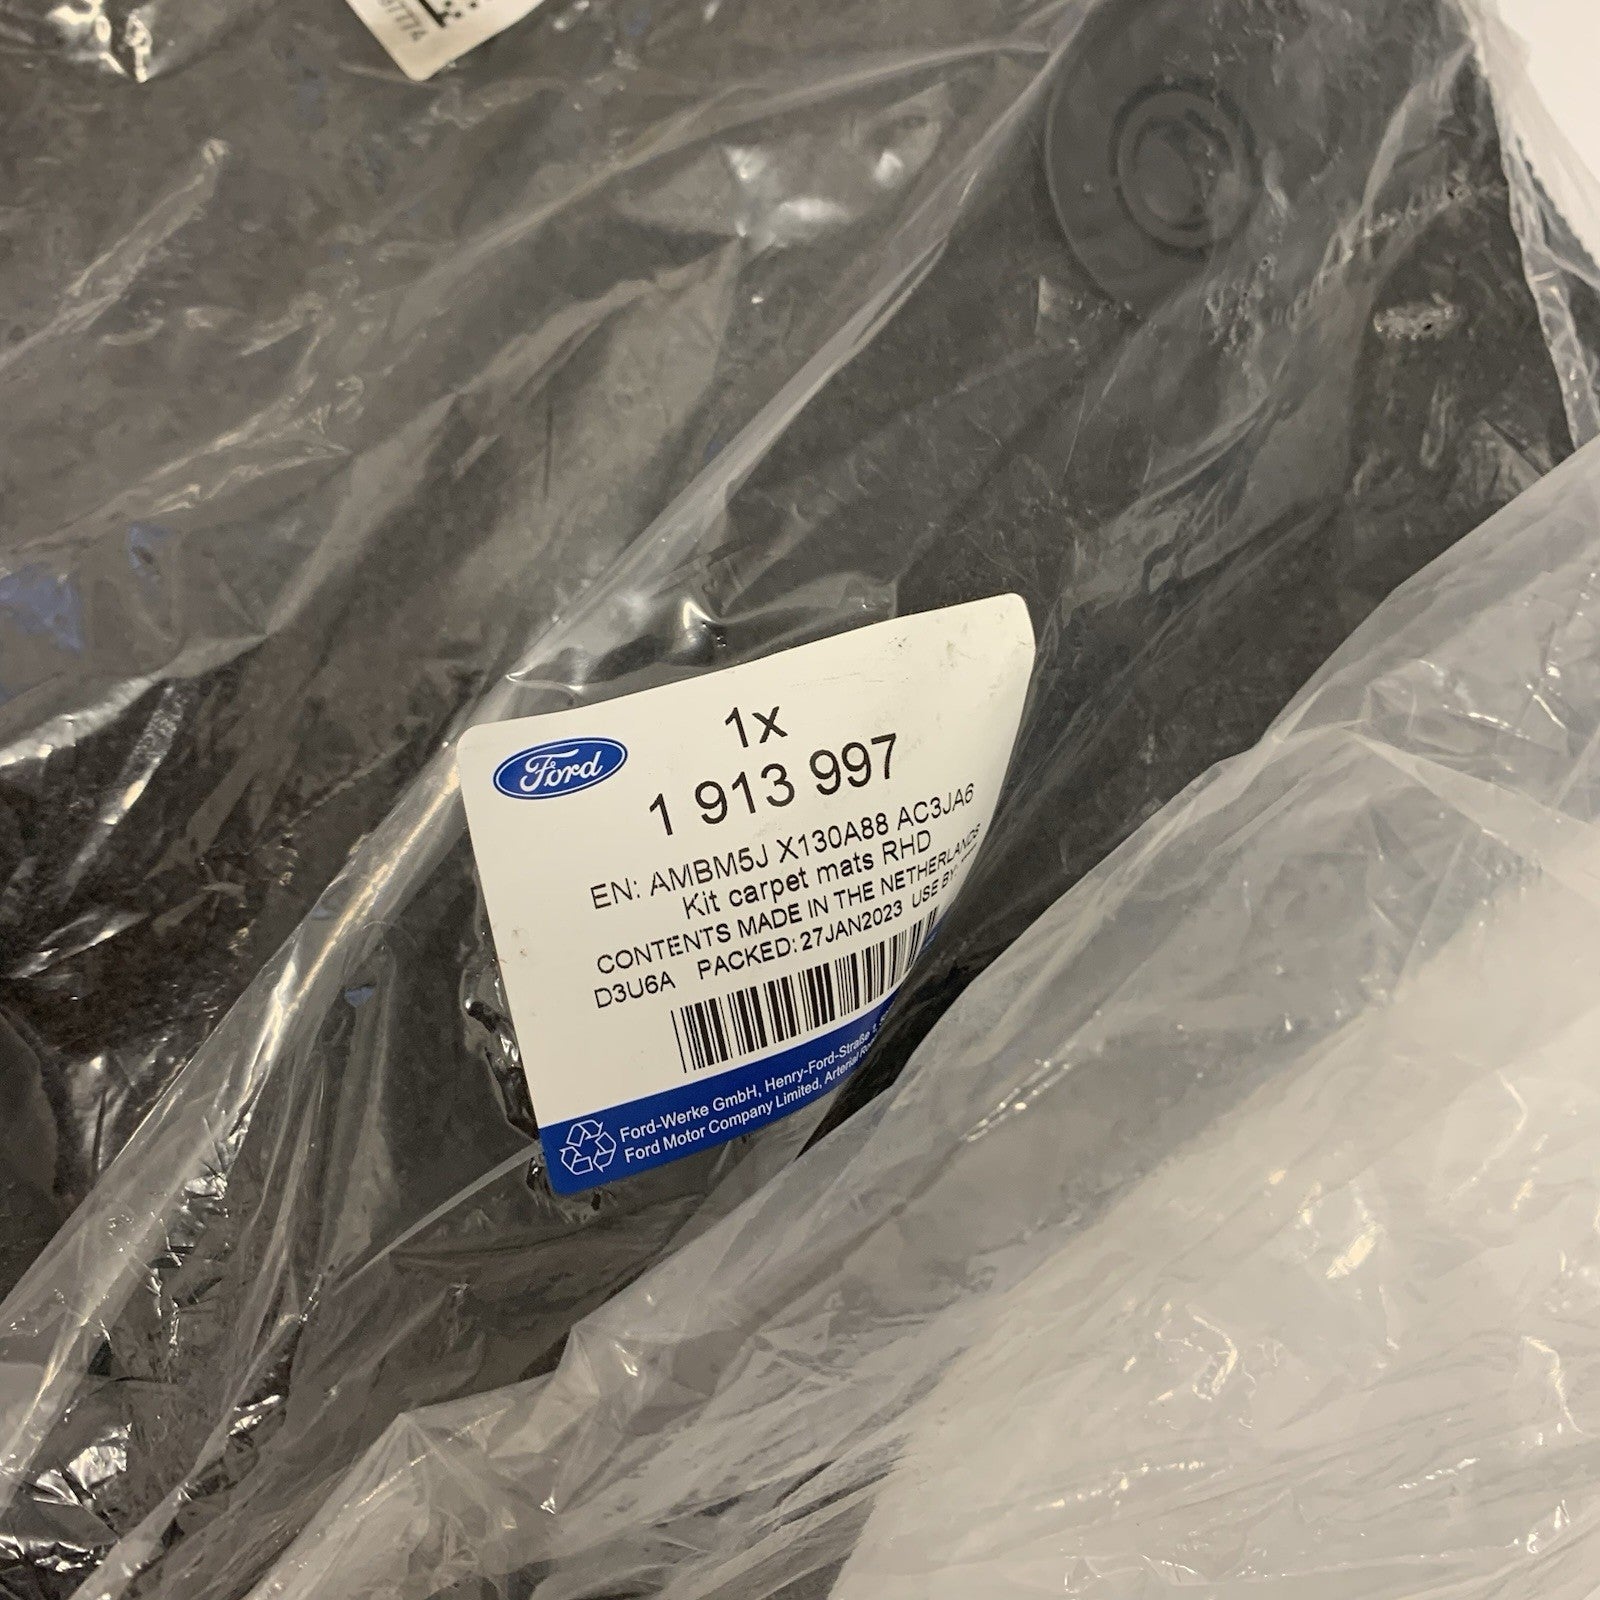 Ford
1x
1 913 997
EN: AMBM5J X130A88 AC3JA6
Kit carpet mats RHD
CONTENTS MADE IN THE NETHERLANDS
D3U6A PACKED: 27JAN2023 USE BY:
Ford-Werke GmbH, Henry-Ford-Straße 1,
Ford Motor Company Limited, Arterial